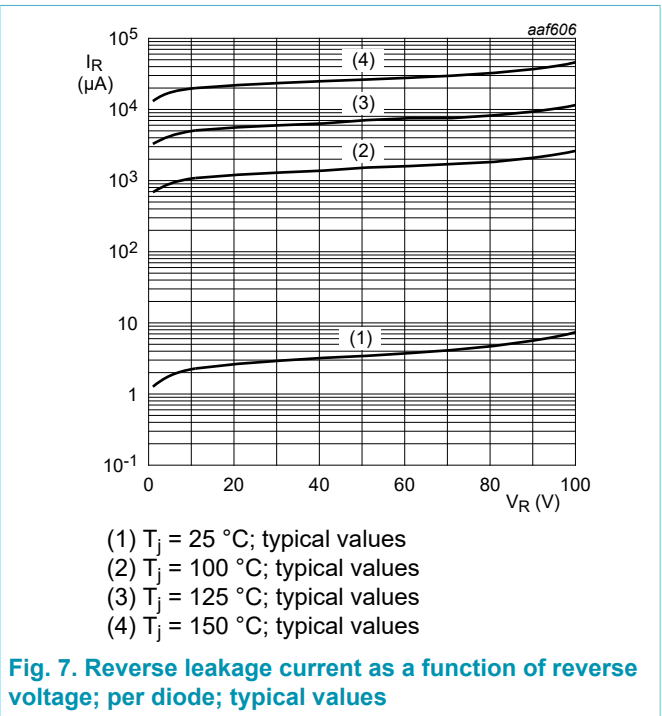 aaf606
I_R
(μA)
10^5
10^4
10^3
10^2
10
1
10^-1
(4)
(3)
(2)
(1)
0 20 40 60 80 100
V_R (V)
(1) T_j = 25 °C; typical values
(2) T_j = 100 °C; typical values
(3) T_j = 125 °C; typical values
(4) T_j = 150 °C; typical values
Fig. 7. Reverse leakage current as a function of reverse
voltage; per diode; typical values